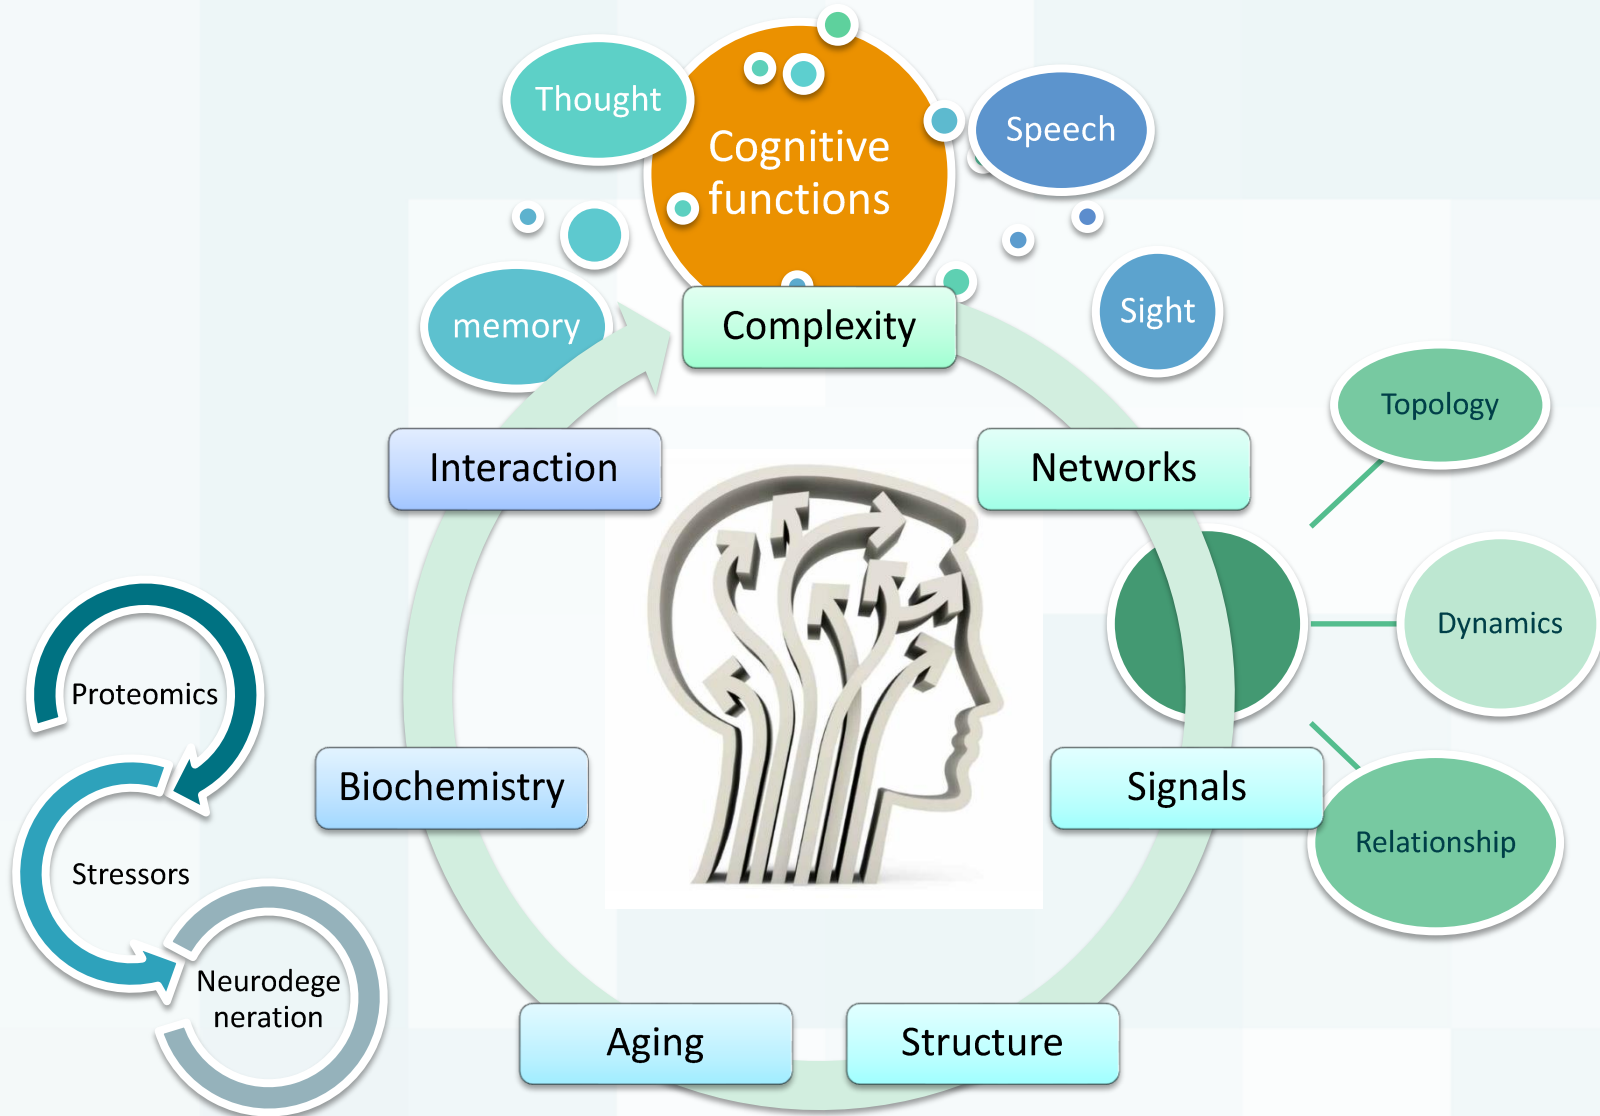 Thought
Cognitive
functions
Speech
memory
Sight
Complexity
Topology
Interaction
Networks
Dynamics
Proteomics
Biochemistry
Signals
Relationship
Stressors
Neurodege
neration
Aging
Structure